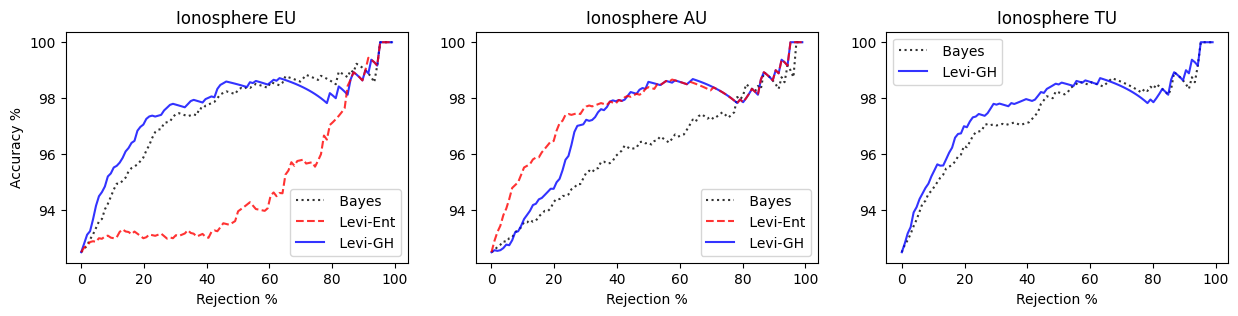 Ionosphere EU
Accuracy %
100
98
96
94
0 20 40 60 80 100
Rejection %
Bayes
Levi-Ent
Levi-GH
Ionosphere AU
100
98
96
94
0 20 40 60 80 100
Rejection %
Bayes
Levi-Ent
Levi-GH
Ionosphere TU
100
98
96
94
0 20 40 60 80 100
Rejection %
Bayes
Levi-GH